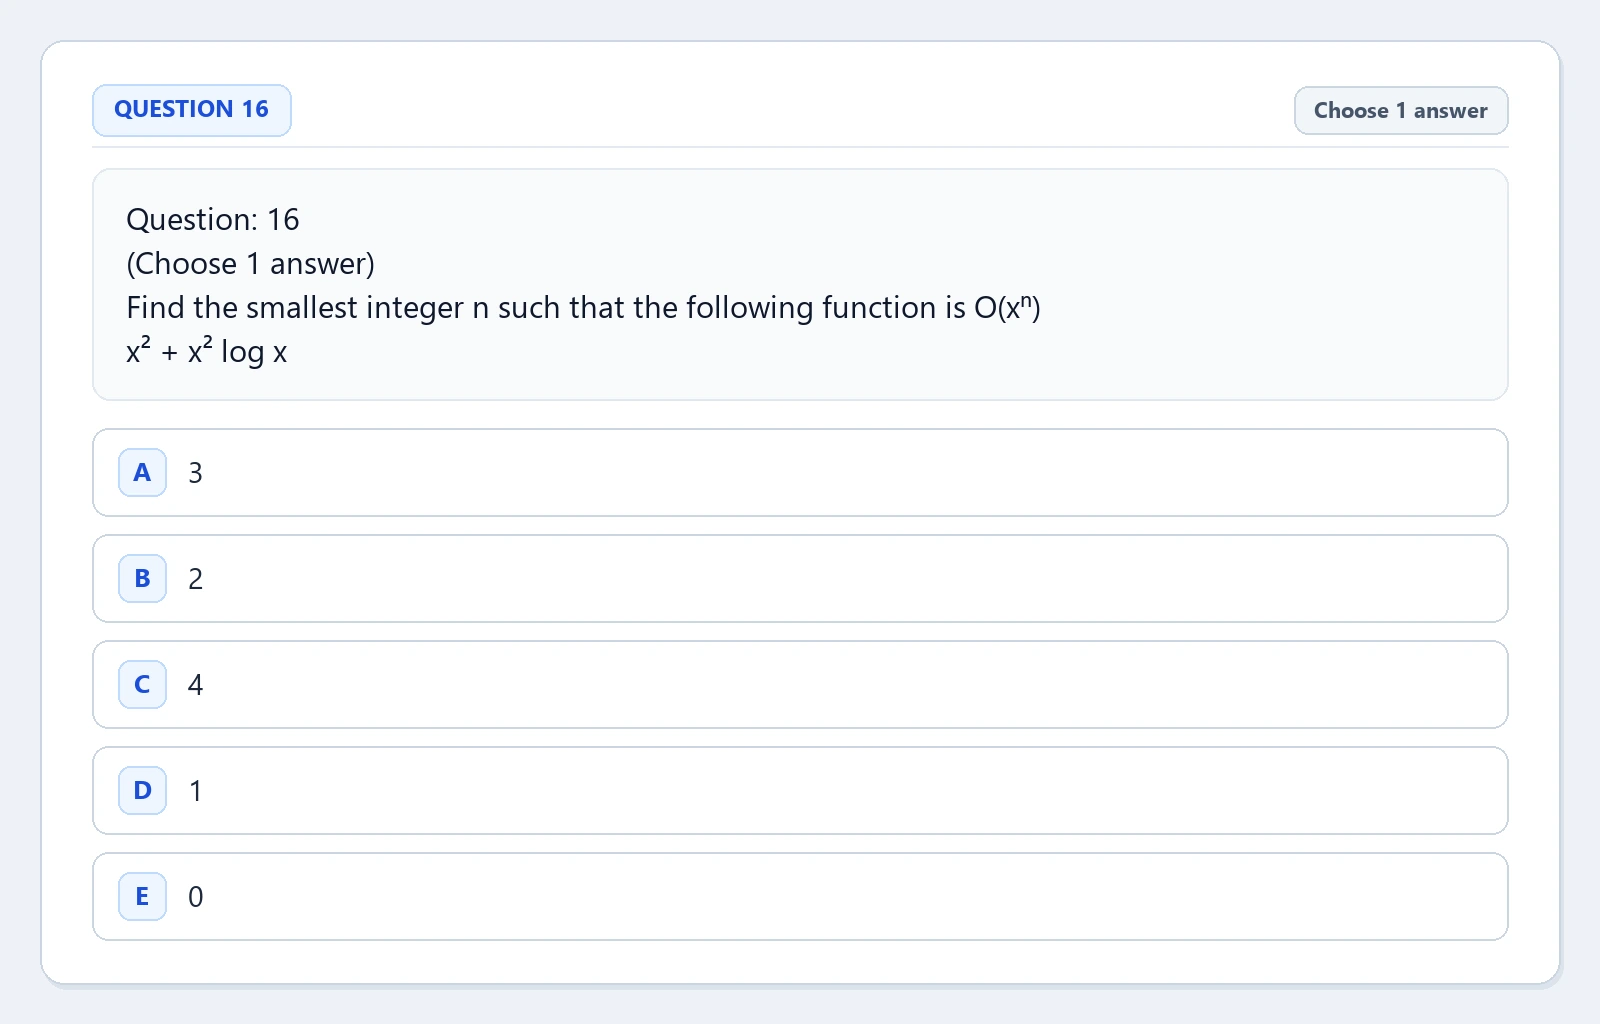 QUESTION 16
Choose 1 answer
Question: 16
(Choose 1 answer)
Find the smallest integer n such that the following function is O(xⁿ)
x² + x² log x
A 3
B 2
C 4
D 1
E 0